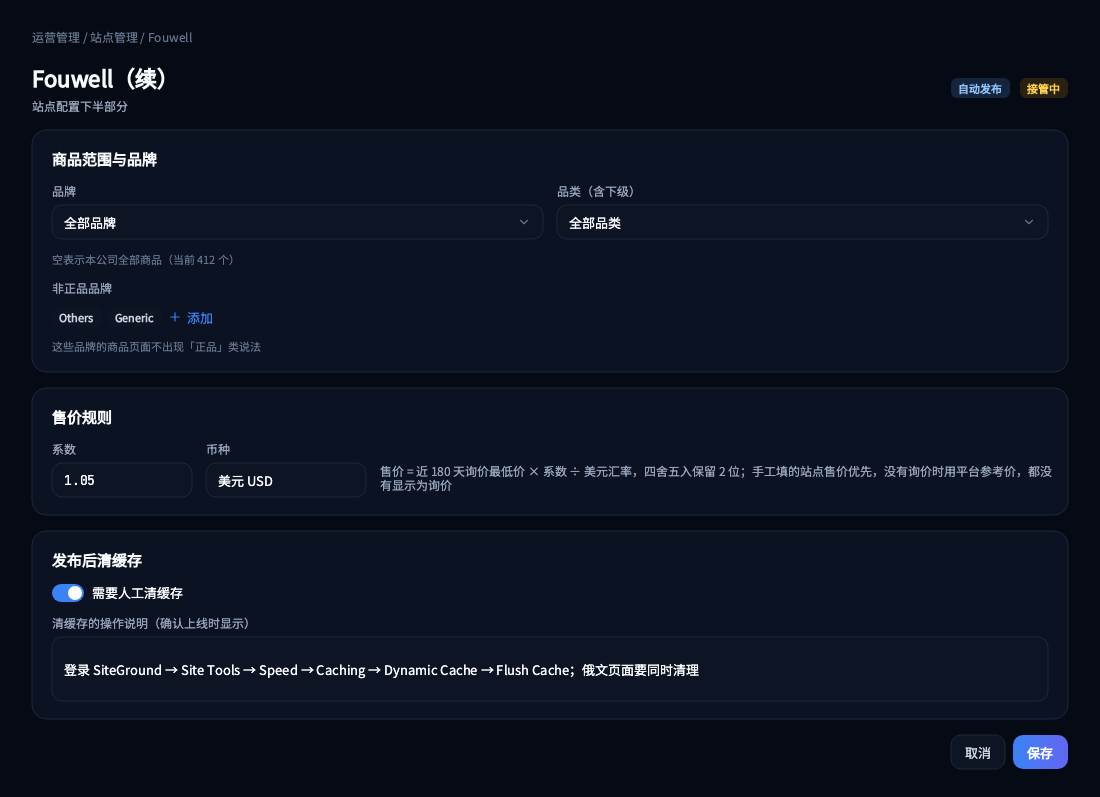 运营管理 / 站点管理 / Fouwell
Fouwell（续）
站点配置下半部分
自动发布
接管中
商品范围与品牌
品牌
品类（含下级）
全部品牌
全部品类
空表示本公司全部商品（当前 412 个）
非正品品牌
Others
Generic
+ 添加
这些品牌的商品页面不出现「正品」类说法
售价规则
系数
币种
1.05
美元 USD
售价 = 近 180 天询价最低价 × 系数 ÷ 美元汇率，四舍五入保留 2 位；手工填的站点售价优先，没有询价时用平台参考价，都没
有显示为询价
发布后清缓存
需要人工清缓存
清缓存的操作说明（确认上线时显示）
登录 SiteGround → Site Tools → Speed → Caching → Dynamic Cache → Flush Cache；俄文页面要同时清理
取消
保存